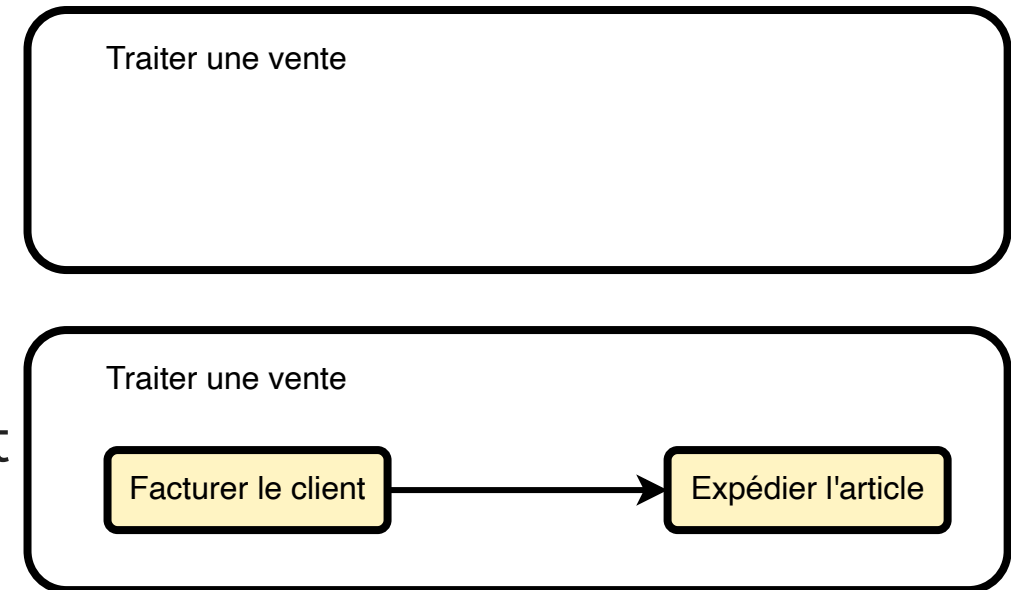 Traiter une vente
Traiter une vente
t
Facturer le client
Expédier l'article